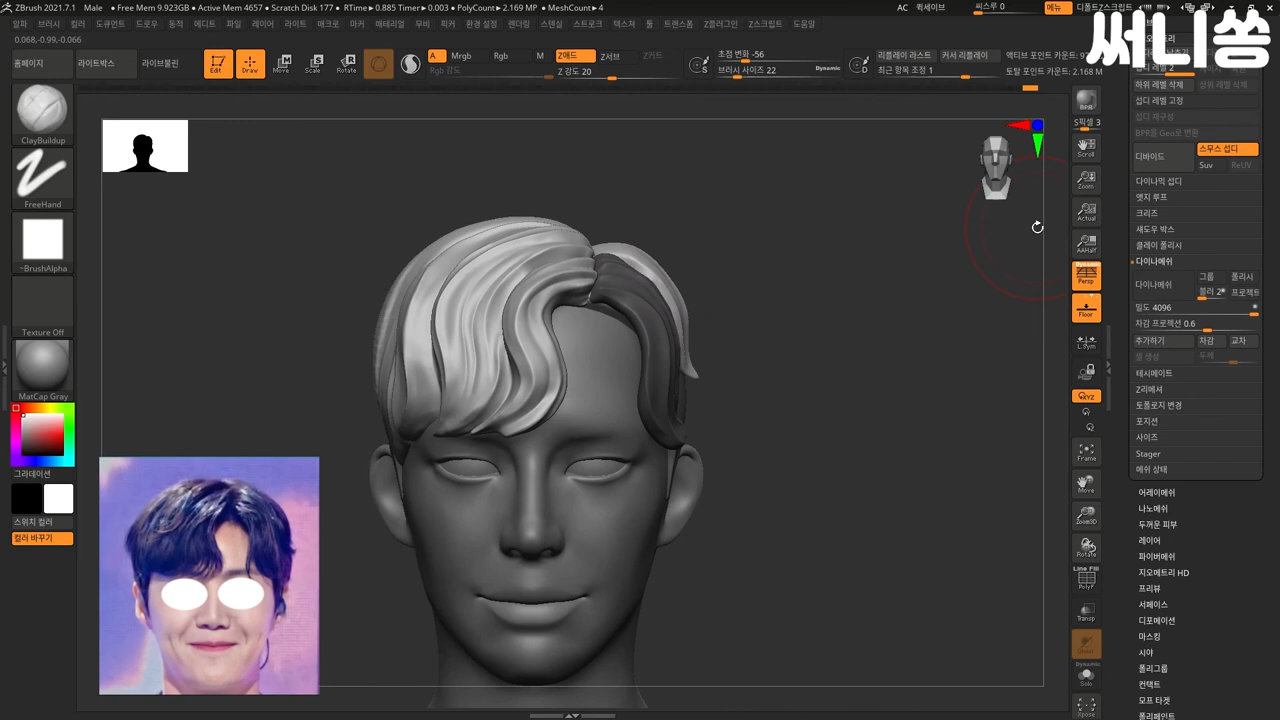 ZBrush 2021.7.1 Male ● Free Mem 9.923GB ● Active Mem 4657 ● Scratch Disk 177 ● RTime►0.885 Timer►0.003 ● PolyCount►2.169 MP ● MeshCount►4 AC 퀵세이브 씨스루 0 메뉴
알파 브러시 컬러 도큐먼트 드로우 동적 에디트 파일 레이어 라이트 매크로 마커 머티리얼 무비 픽커 환경 설정 렌더링 스텐실 스트로크 텍스쳐 툴 트랜스폼 Z플러그인 Z스크립트 도움말
써니쏭
0.068,-0.99,-0.066
홈페이지
라이트박스
라이브불린
Edit
Draw
Move
Scale
Rotate
A
Mrgb
Rgb
M
Z애드
Z서브
Z컷트
Z 강도 20
초점 변화 -56
브러시 사이즈 22
Dynamic
리플레이 라스트
커서 리플레이
최근 항목 조정 1
액티브 포인트 카운트:
토탈 포인트 카운트: 2.168 M
ClayBuildup
FreeHand
~BrushAlpha
Texture Off
MatCap Gray
그라데이션
스위치 컬러
컬러 바꾸기
BPR
S픽셀 3
Scroll
Zoom
Actual
AAHalf
Dynamic
Persp
Floor
L.Sym
XYZ
Frame
Move
Zoom3D
Rotate
Line Fill
PolyF
Transp
Dynamic
Solo
Xpose
하위 레벨 삭제
상위 레벨 삭제
섭디 레벨 고정
섭디 재구성
BPR을 Geo로 변환
디바이드
스무스 섭디
Suv
ReUV
다이나믹 섭디
엣지 루프
크리즈
섀도우 박스
클레이 폴리시
다이나메쉬
다이나메쉬
그룹
폴리시
블러 2
프로젝트
밀도 4096
차감 프로젝션 0.6
추가하기
차감
교차
쉘 생성
두께
테시메이트
Z리메셔
토폴로지 변경
포지션
사이즈
Stager
메쉬 상태
어레이메쉬
나노메쉬
두꺼운 피부
레이어
파이버메쉬
지오메트리 HD
프리뷰
서페이스
디포메이션
마스킹
시야
폴리그룹
컨택트
모프 타겟
폴리페인트